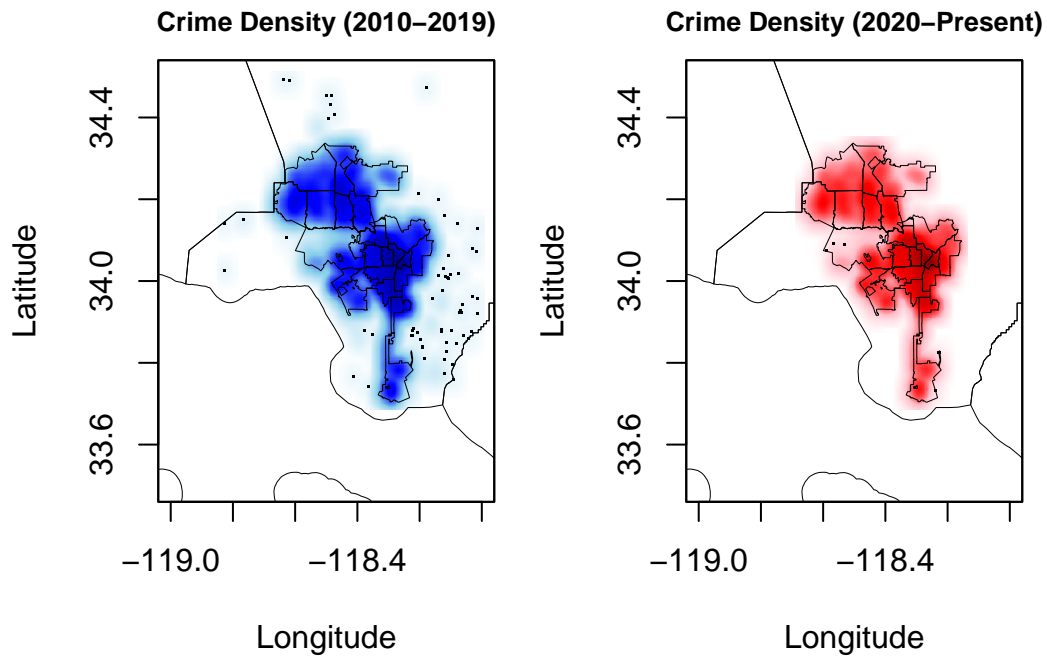 Crime Density (2010−2019)
34.4
34.0
33.6
Latitude
−119.0
−118.4
Longitude
Crime Density (2020−Present)
34.4
34.0
33.6
Latitude
−119.0
−118.4
Longitude